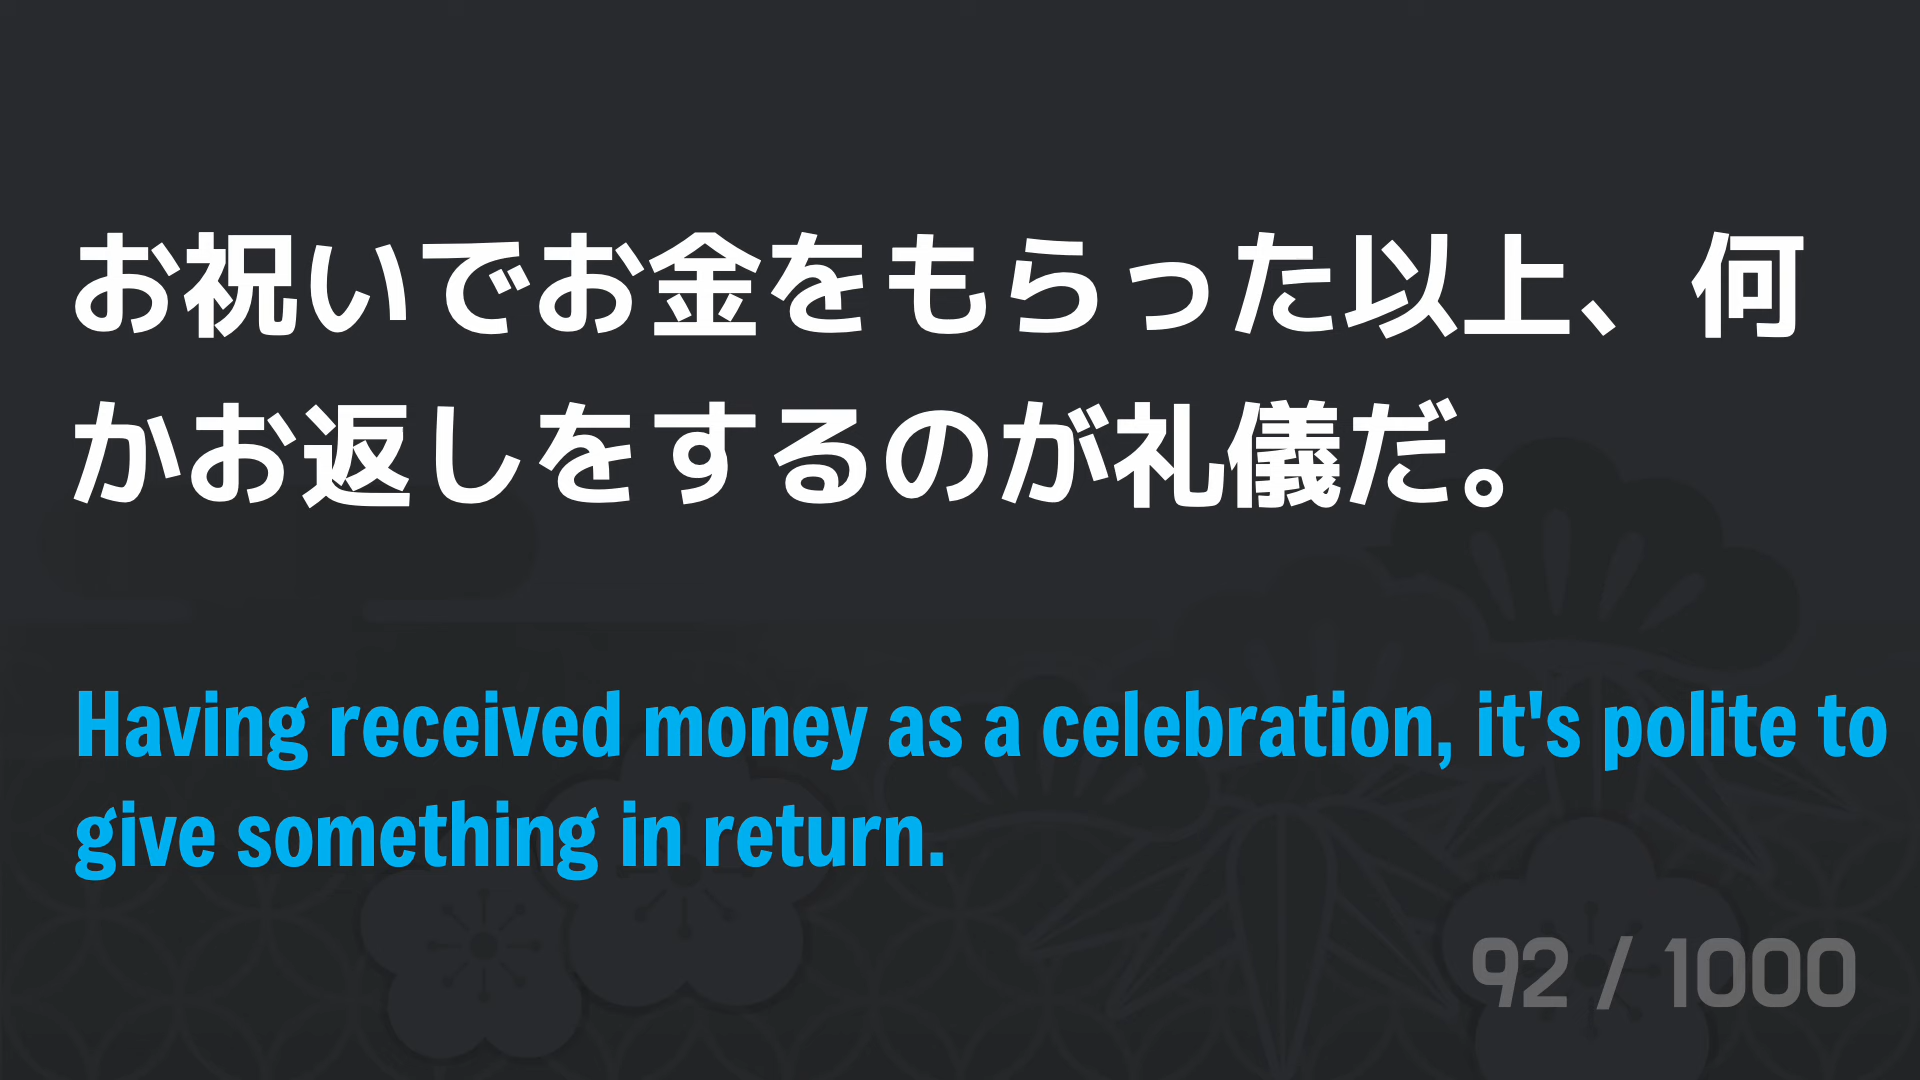 お祝いでお金をもらった以上、何
かお返しをするのが礼儀だ。
Having received money as a celebration, it's polite to
give something in return.
92 / 1000